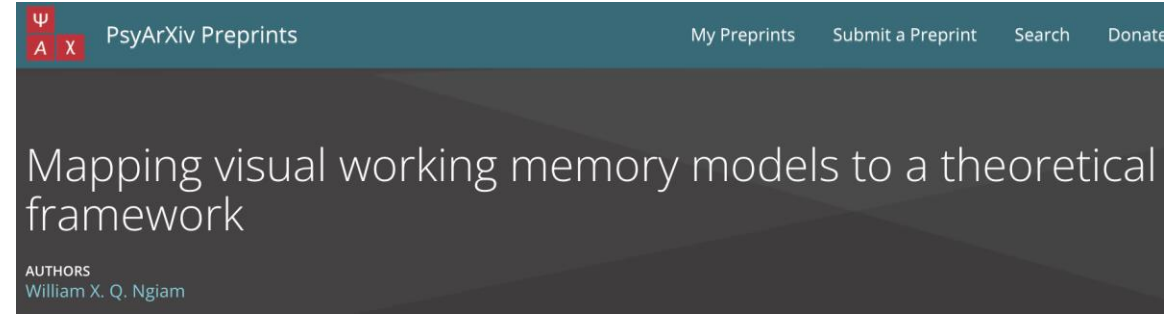 Ψ
Α Χ
PsyArXiv Preprints
My Preprints
Submit a Preprint
Search
Donate
Mapping visual working memory models to a theoretical
framework
AUTHORS
William X. Q. Ngiam